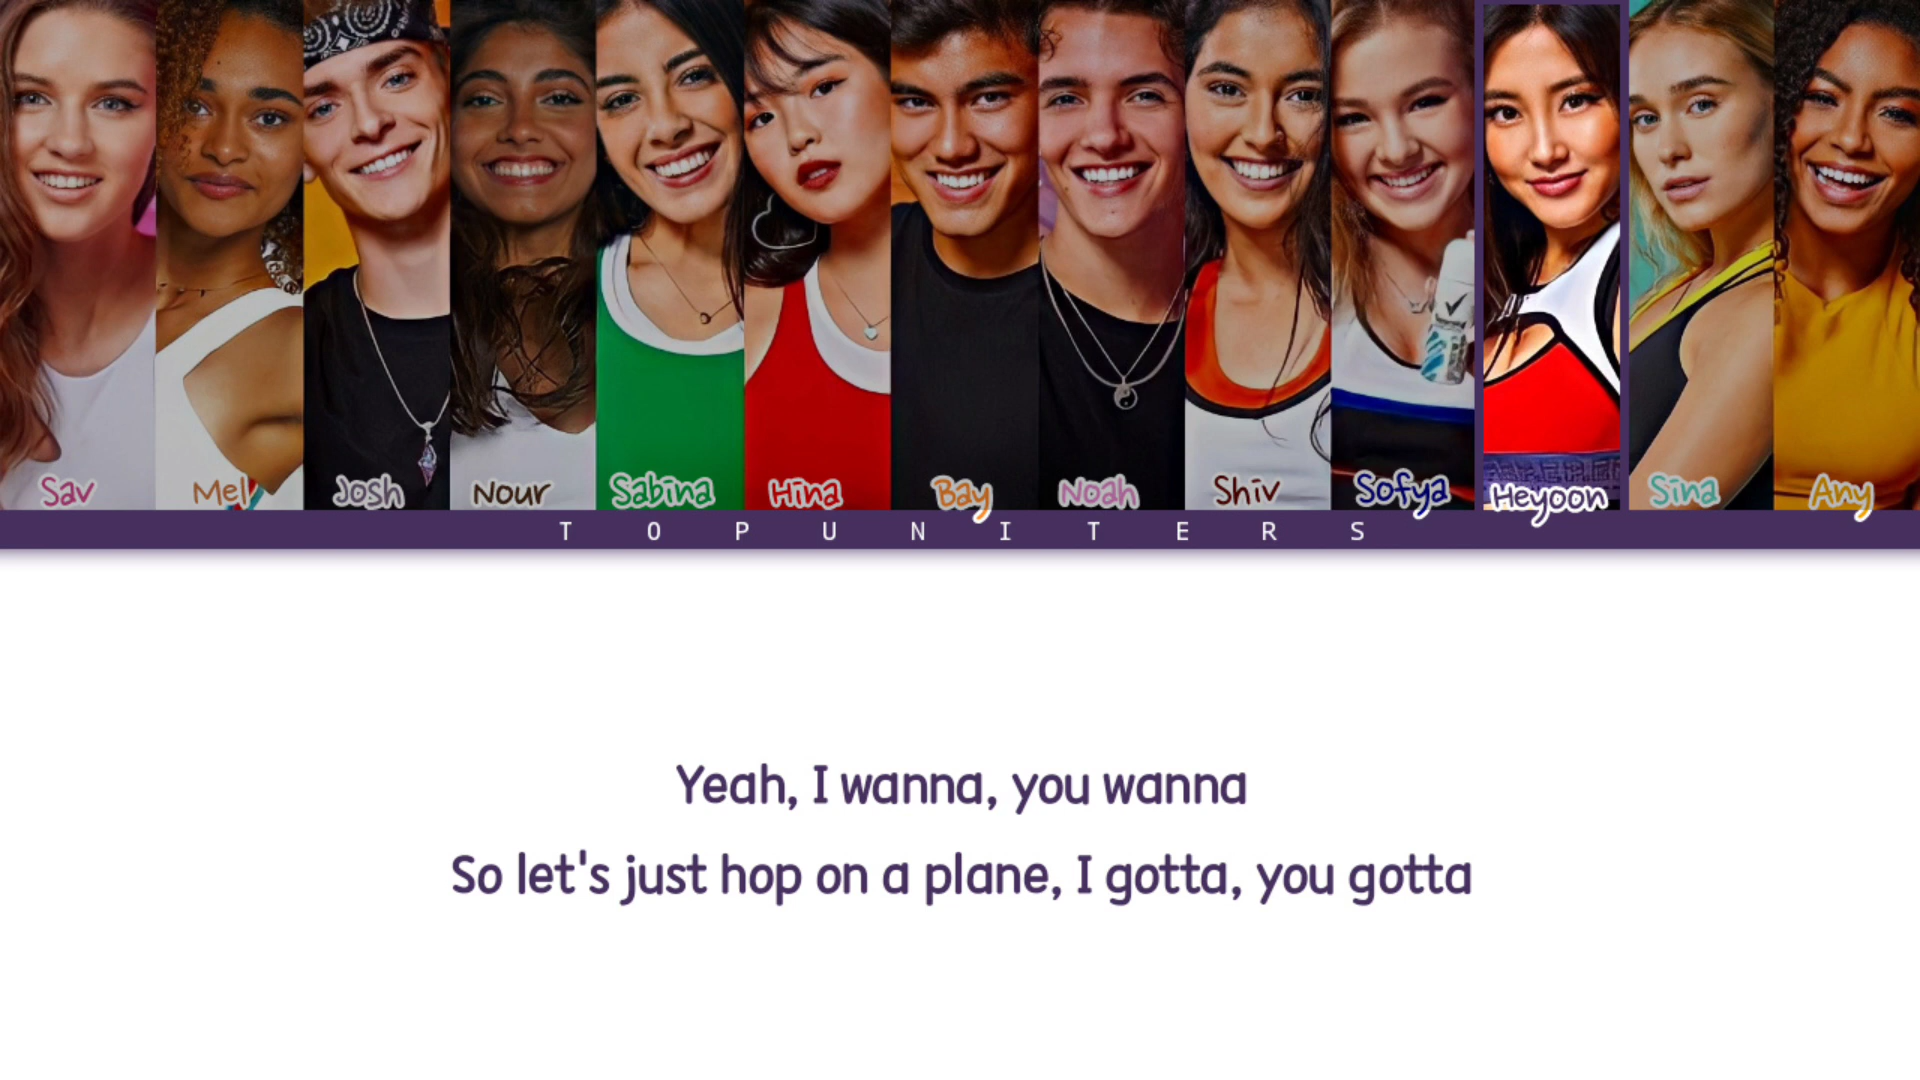 Sav Mel Josh Nour Sabina Hina Bay Noah Shiv Sofya Heyoon Sina Any
TOPUNITERS
Yeah, I wanna, you wanna
So let's just hop on a plane, I gotta, you gotta